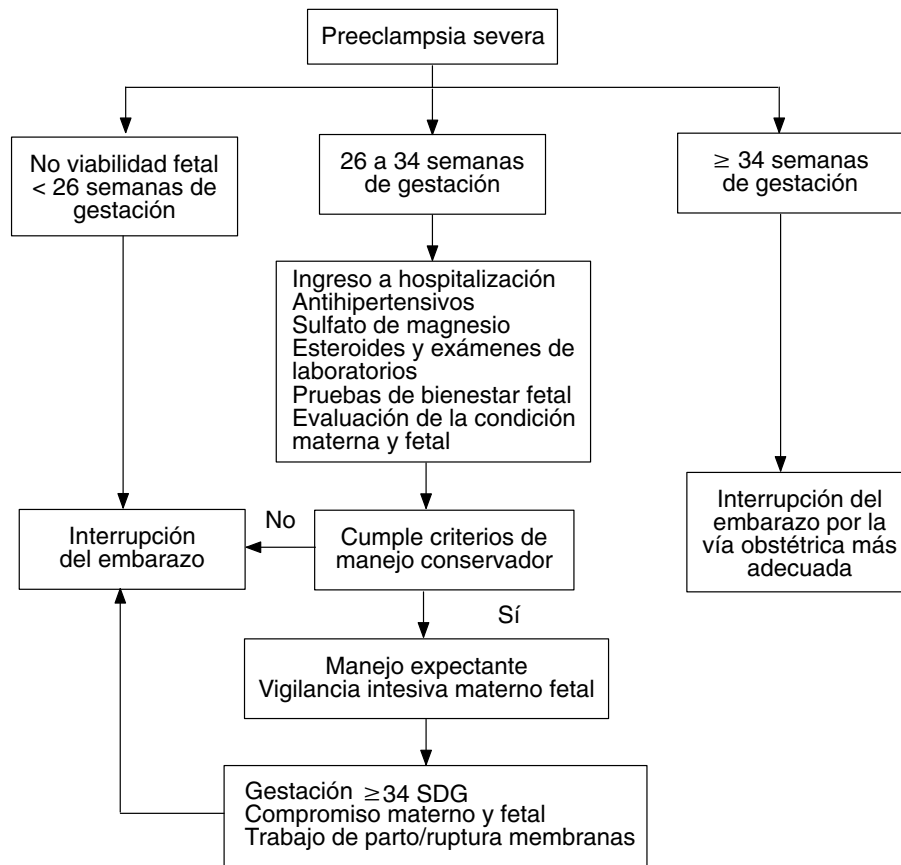 Preeclampsia severa
No viabilidad fetal
< 26 semanas de
gestación
26 a 34 semanas
de gestación
≥ 34 semanas
de gestación
Ingreso a hospitalización
Antihipertensivos
Sulfato de magnesio
Esteroides y exámenes de
laboratorios
Pruebas de bienestar fetal
Evaluación de la condición
materna y fetal
Interrupción
del embarazo
No
Cumple criterios de
manejo conservador
Interrupción del
embarazo por la
vía obstétrica más
adecuada
Sí
Manejo expectante
Vigilancia intesiva materno fetal
Gestación ≥34 SDG
Compromiso materno y fetal
Trabajo de parto/ruptura membranas